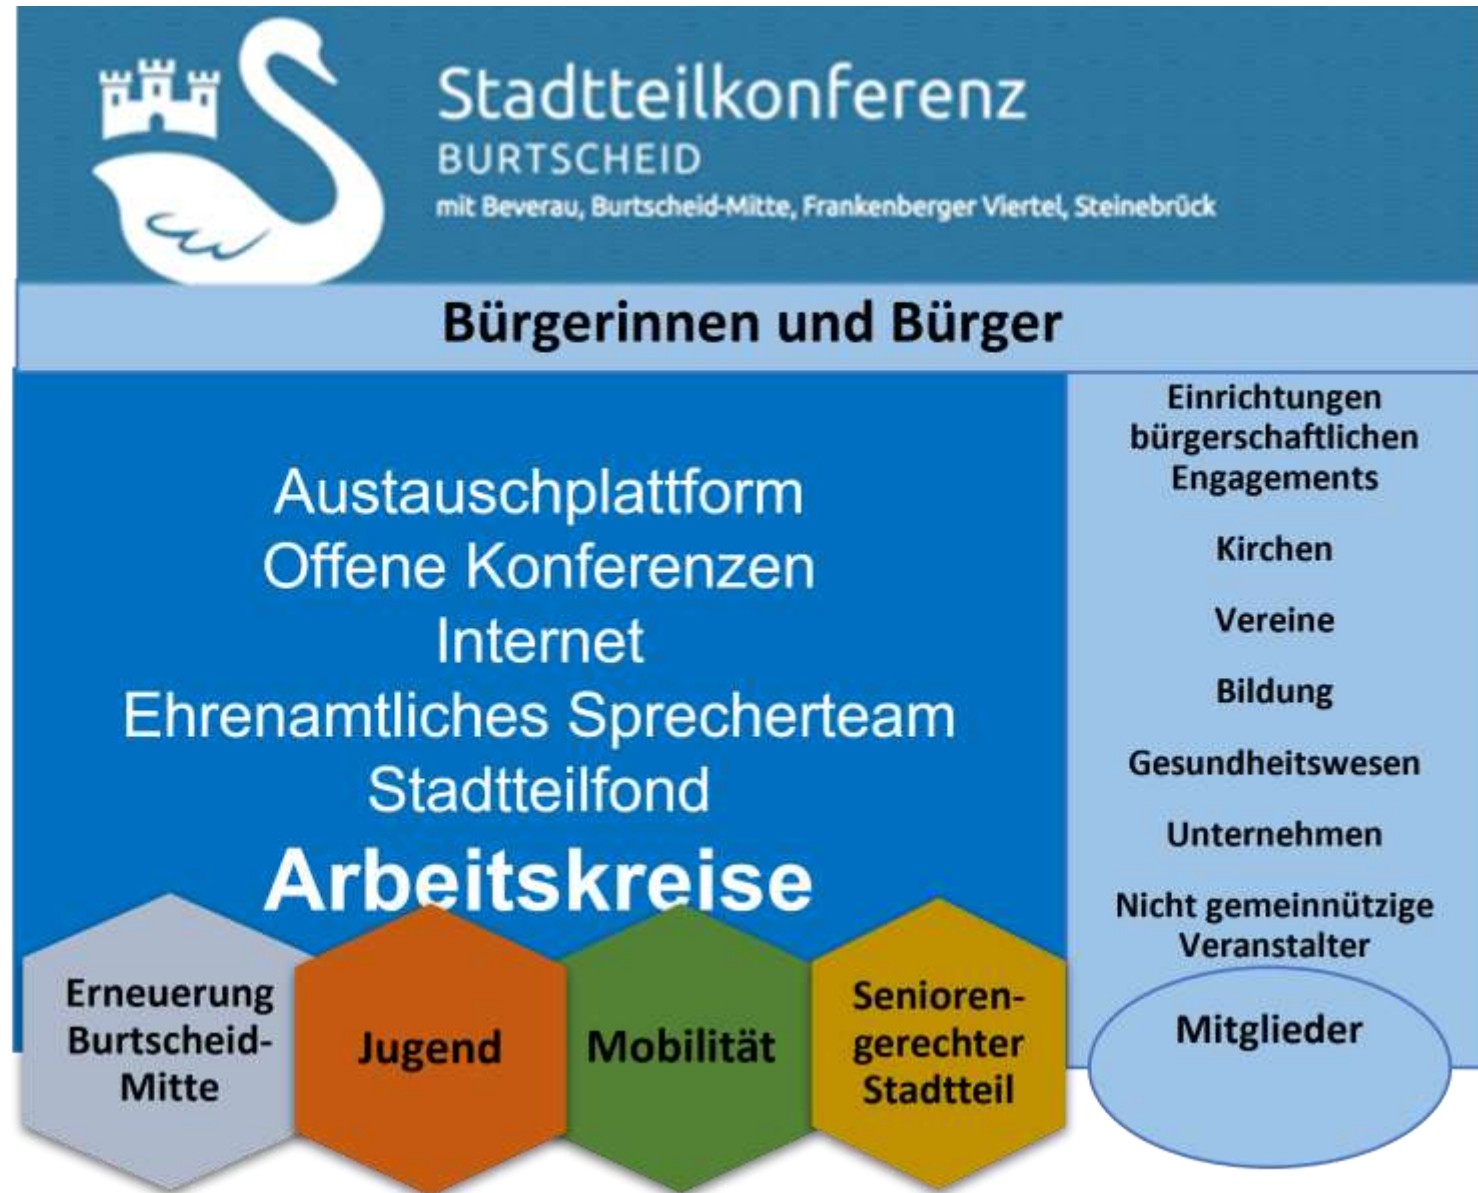 Stadtteilkonferenz
BURTSCHEID
mit Beverau, Burtscheid-Mitte, Frankenberger Viertel, Steinebrück
Bürgerinnen und Bürger
Austauschplattform
Offene Konferenzen
Internet
Ehrenamtliches Sprecherteam
Stadtteilfond
Arbeitskreise
Erneuerung
Burtscheid-
Mitte
Jugend
Mobilität
Senioren-
gerechter
Stadtteil
Einrichtungen
bürgerschaftlichen
Engagements
Kirchen
Vereine
Bildung
Gesundheitswesen
Unternehmen
Nicht gemeinnützige
Veranstalter
Mitglieder